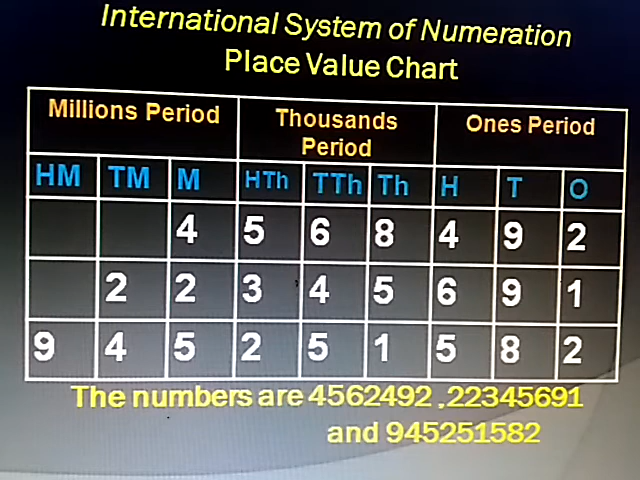 International System of Numeration
Place Value Chart
Millions Period Thousands Period Ones Period
HM TM M HTh TTh Th H T O
4 5 6 8 4 9 2
2 2 3 4 5 6 9 1
9 4 5 2 5 1 5 8 2
The numbers are 4562492 ,22345691
and 945251582